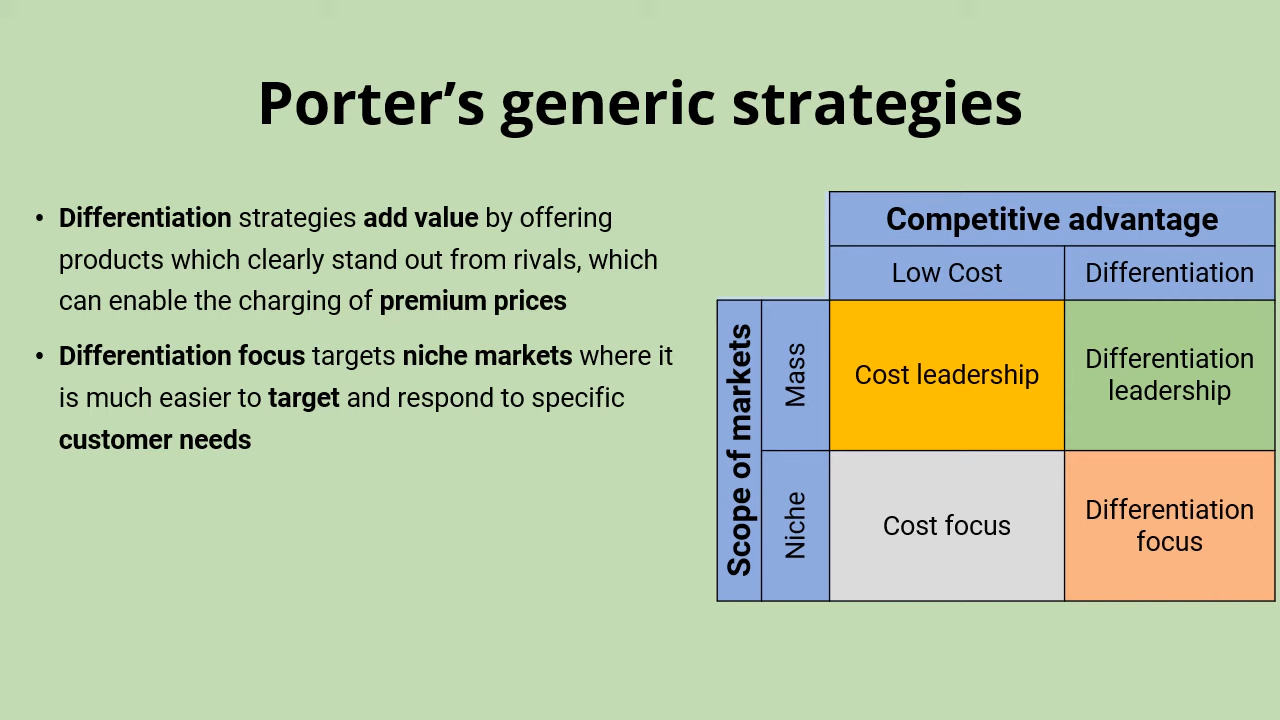 Porter’s generic strategies
• Differentiation strategies add value by offering
products which clearly stand out from rivals, which
can enable the charging of premium prices
• Differentiation focus targets niche markets where it
is much easier to target and respond to specific
customer needs
Competitive advantage
Low Cost
Differentiation
Scope of markets
Mass
Cost leadership
Differentiation
leadership
Niche
Cost focus
Differentiation
focus